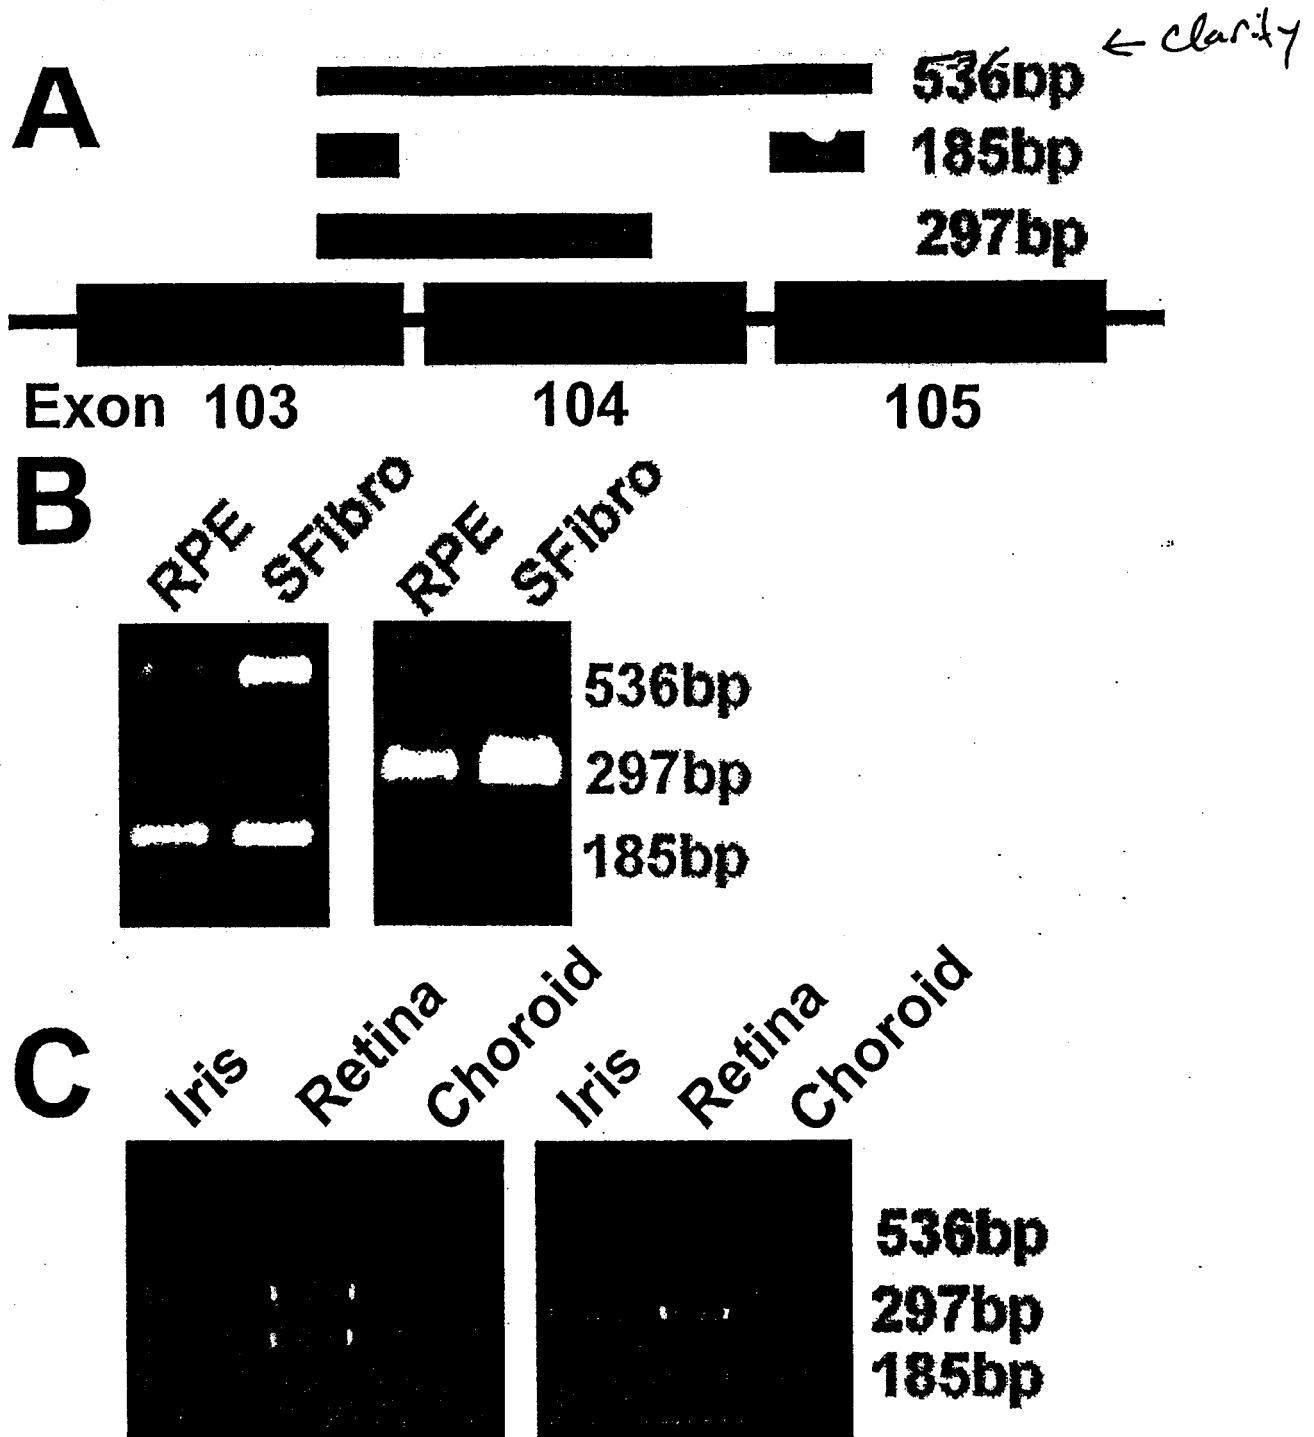 ← clarity
A
536bp
185bp
297bp
Exon 103 104 105
B
RPE SFibro RPE SFibro
536bp
297bp
185bp
C
Iris Retina Choroid Iris Retina Choroid
536bp
297bp
185bp